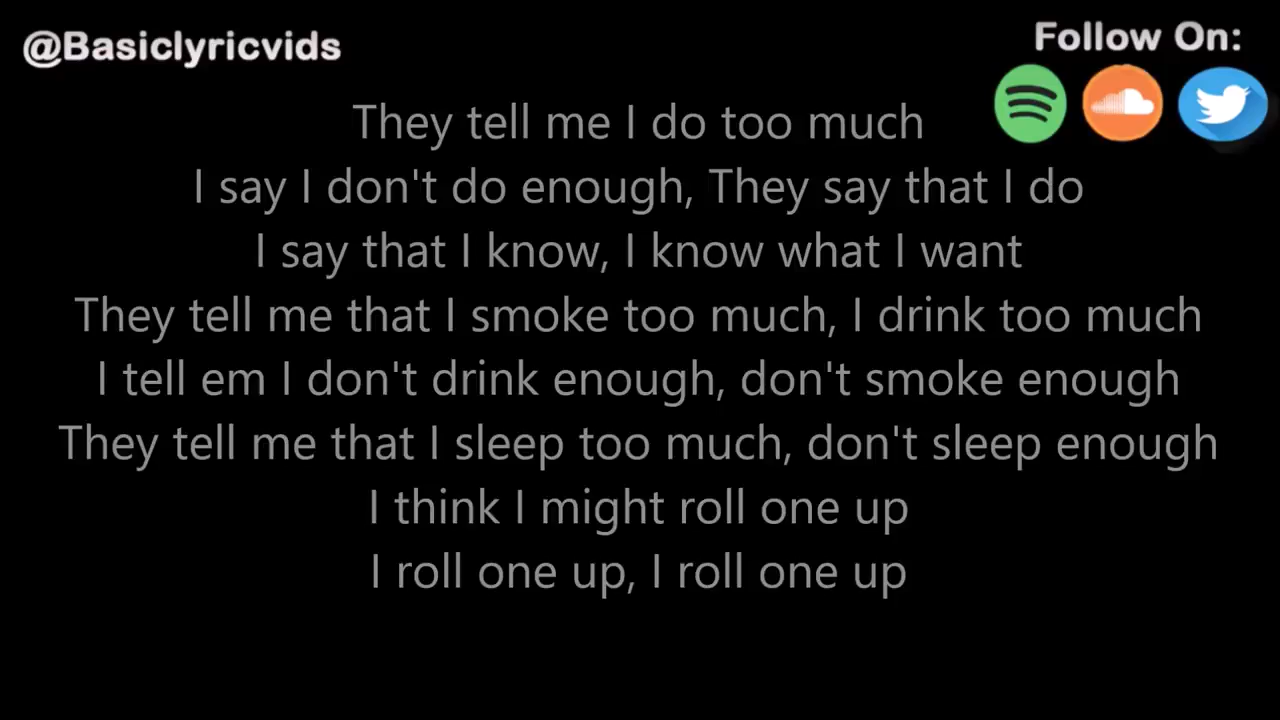 @Basiclyricvids
Follow On:
They tell me I do too much
I say I don't do enough, They say that I do
I say that I know, I know what I want
They tell me that I smoke too much, I drink too much
I tell em I don't drink enough, don't smoke enough
They tell me that I sleep too much, don't sleep enough
I think I might roll one up
I roll one up, I roll one up